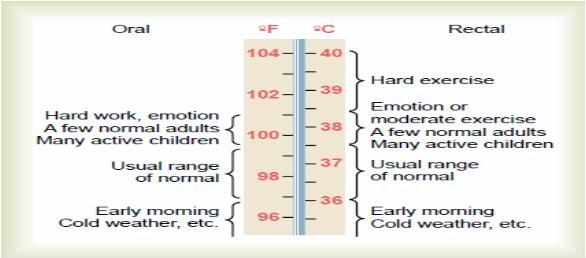 Oral
ºF
ºC
Rectal
104
40
Hard exercise
102
39
Hard work, emotion
A few normal adults
Many active children
100
38
Emotion or
moderate exercise
A few normal adults
Many active children
Usual range
of normal
98
37
Usual range
of normal
36
Early morning
Cold weather, etc.
96
Early morning
Cold weather, etc.